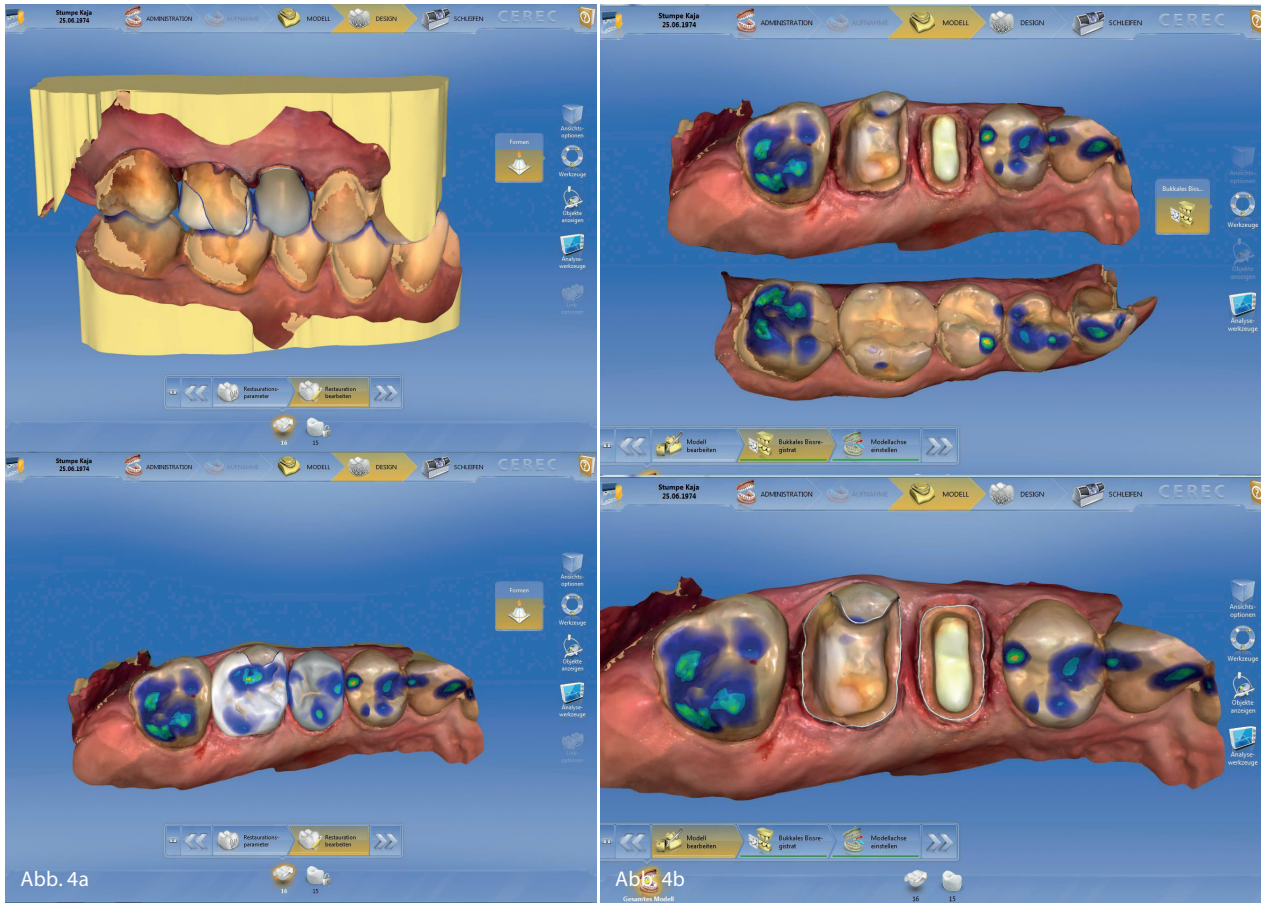 Stumpe Kaja
25.06.1974
ADMINISTRATION
AUFNAHME
MODELL
DESIGN
SCHLEIFEN
CEREC
Formen
Ansichts-
optionen
Werkzeuge
Objekte
anzeigen
Analyse-
werkzeuge
Restaurations-
parameter
Restauration
bearbeiten
16
15
Stumpe Kaja
25.06.1974
ADMINISTRATION
AUFNAHME
MODELL
DESIGN
SCHLEIFEN
CEREC
Bukkales Biss...
Ansichts-
optionen
Werkzeuge
Objekte
anzeigen
Analyse-
werkzeuge
Modell
bearbeiten
Bukkales Bissre-
gistrat
Modellachse
einstellen
Stumpe Kaja
25.06.1974
ADMINISTRATION
AUFNAHME
MODELL
DESIGN
SCHLEIFEN
CEREC
Formen
Ansichts-
optionen
Werkzeuge
Objekte
anzeigen
Analyse-
werkzeuge
Restaurations-
parameter
Restauration
bearbeiten
16
15
Abb. 4a
Stumpe Kaja
25.06.1974
ADMINISTRATION
AUFNAHME
MODELL
DESIGN
SCHLEIFEN
CEREC
Ansichts-
optionen
Werkzeuge
Objekte
anzeigen
Analyse-
werkzeuge
Modell
bearbeiten
Bukkales Bissre-
gistrat
Modellachse
einstellen
Abb. 4b
Gesamtes Modell
16
15